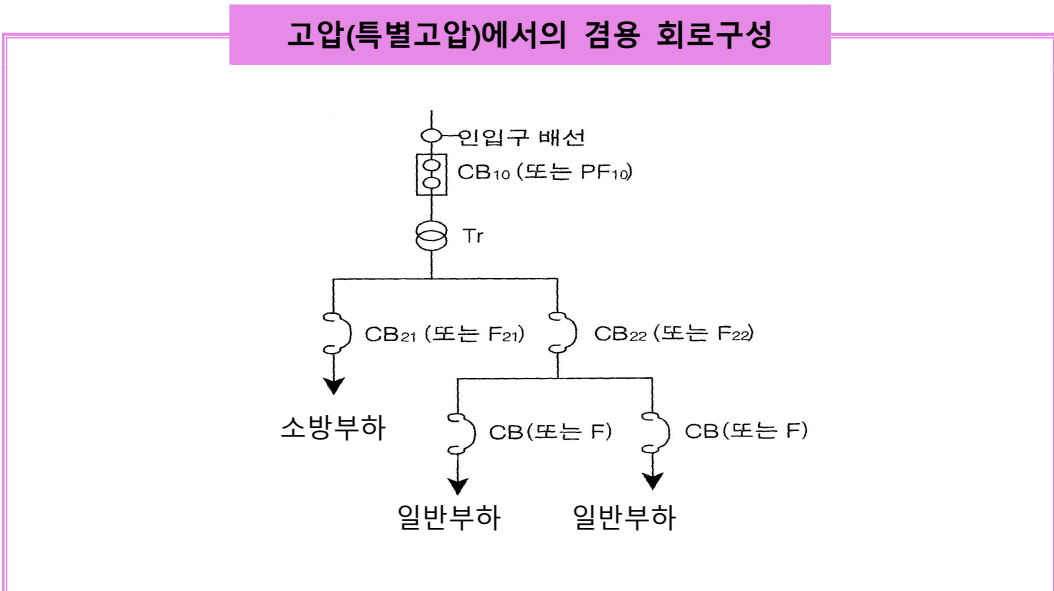 고압(특별고압)에서의 겸용 회로구성
인입구 배선
CB₁₀ (또는 PF₁₀)
Tr
CB₂₁ (또는 F₂₁)
CB₂₂ (또는 F₂₂)
소방부하
CB (또는 F)
CB (또는 F)
일반부하
일반부하